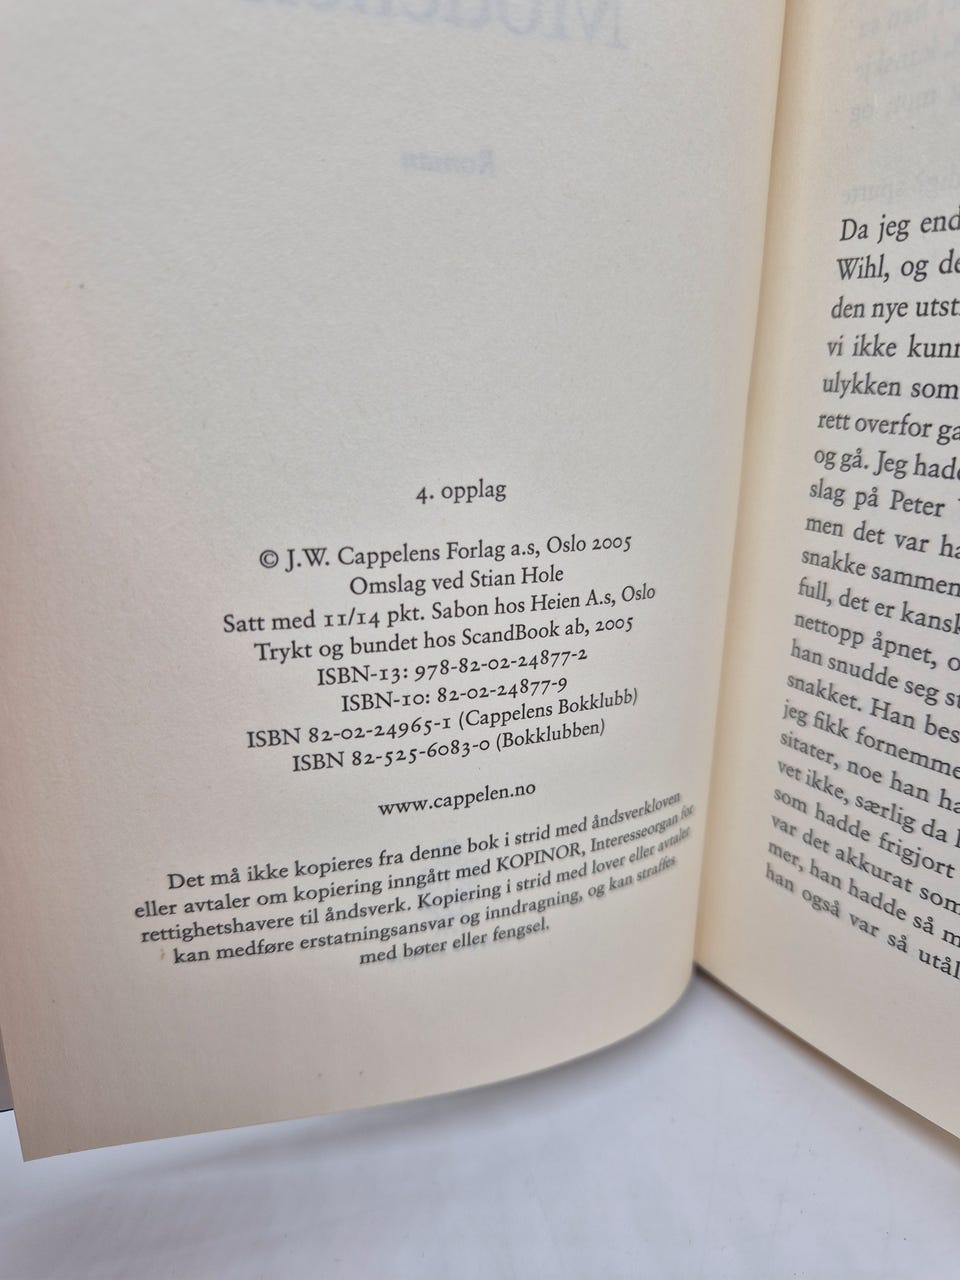 4. opplag
© J.W. Cappelens Forlag a.s, Oslo 2005
Omslag ved Stian Hole
Satt med 11/14 pkt. Sabon hos Heien A.s, Oslo
Trykt og bundet hos ScandBook ab, 2005
ISBN-13: 978-82-02-24877-2
ISBN-10: 82-02-24877-9
ISBN 82-02-24965-1 (Cappelens Bokklubb)
ISBN 82-525-6083-0 (Bokklubben)
www.cappelen.no
Det må ikke kopieres fra denne bok i strid med åndsverkloven
eller avtaler om kopiering inngått med KOPINOR, Interesseorgan for
rettighetshavere til åndsverk. Kopiering i strid med lover eller avtaler
kan medføre erstatningsansvar og inndragning, og kan straffes
med bøter eller fengsel.
Da jeg end
Wihl, og de
den nye utst
vi ikke kunn
ulykken som
rett overfor ga
og gå. Jeg hadd
slag på Peter
men det var ha
snakke sammen
full, det er kansk
nettopp åpnet, o
han snudde seg st
snakket. Han bes
jeg fikk fornemme
sitater, noe han ha
vet ikke, særlig da
som hadde frigjort
var det akkurat som
mer, han hadde så m
han også var så utål